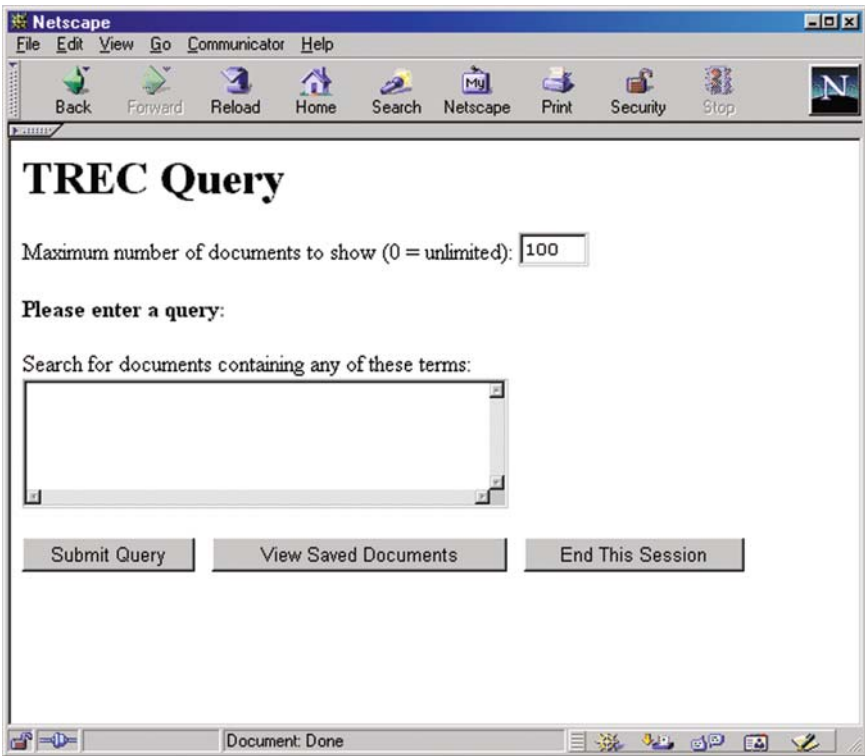 Netscape
File Edit View Go Communicator Help
My
N
Back Forward Reload Home Search Netscape Print Security Stop
TREC Query
Maximum number of documents to show (0 = unlimited): 100
Please enter a query:
Search for documents containing any of these terms:
Submit Query View Saved Documents End This Session
Document: Done